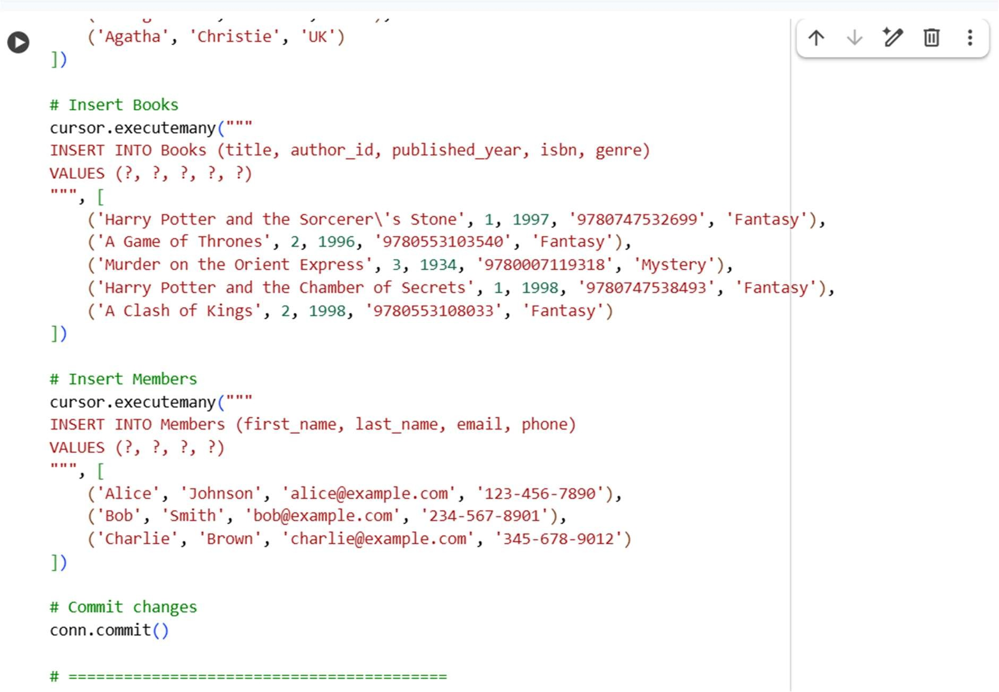 ('Agatha', 'Christie', 'UK')
])
# Insert Books
cursor.executemany("""
INSERT INTO Books (title, author_id, published_year, isbn, genre)
VALUES (?, ?, ?, ?, ?)
""", [
('Harry Potter and the Sorcerer\'s Stone', 1, 1997, '9780747532699', 'Fantasy'),
('A Game of Thrones', 2, 1996, '9780553103540', 'Fantasy'),
('Murder on the Orient Express', 3, 1934, '9780007119318', 'Mystery'),
('Harry Potter and the Chamber of Secrets', 1, 1998, '9780747538493', 'Fantasy'),
('A Clash of Kings', 2, 1998, '9780553108033', 'Fantasy')
])
# Insert Members
cursor.executemany("""
INSERT INTO Members (first_name, last_name, email, phone)
VALUES (?, ?, ?, ?)
""", [
('Alice', 'Johnson', 'alice@example.com', '123-456-7890'),
('Bob', 'Smith', 'bob@example.com', '234-567-8901'),
('Charlie', 'Brown', 'charlie@example.com', '345-678-9012')
])
# Commit changes
conn.commit()
# =========================================